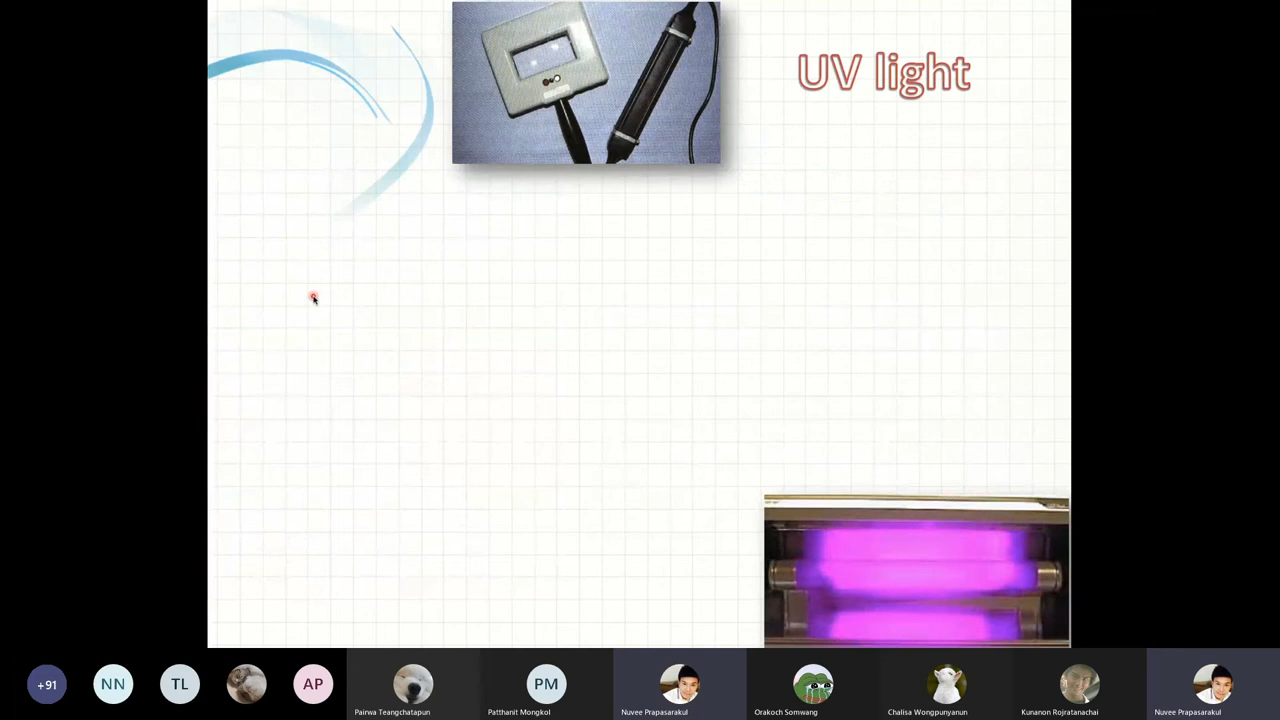 UV light
+91
NN
TL
AP
PM
Pairwa Teangchatapun
Patthanit Mongkol
Nuvee Prapasarakul
Orakoch Somwang
Chalisa Wongpunyanun
Kunanon Rojratanachai
Nuvee Prapasarakul